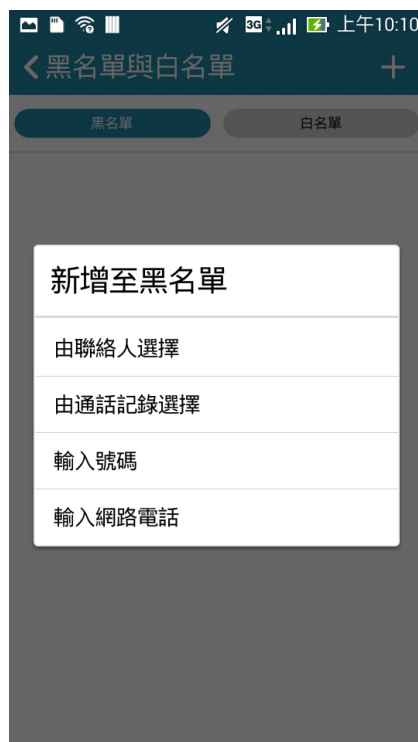 3G 上午10:10
黑名單與白名單
黑名單 白名單
新增至黑名單
由聯絡人選擇
由通話記錄選擇
輸入號碼
輸入網路電話